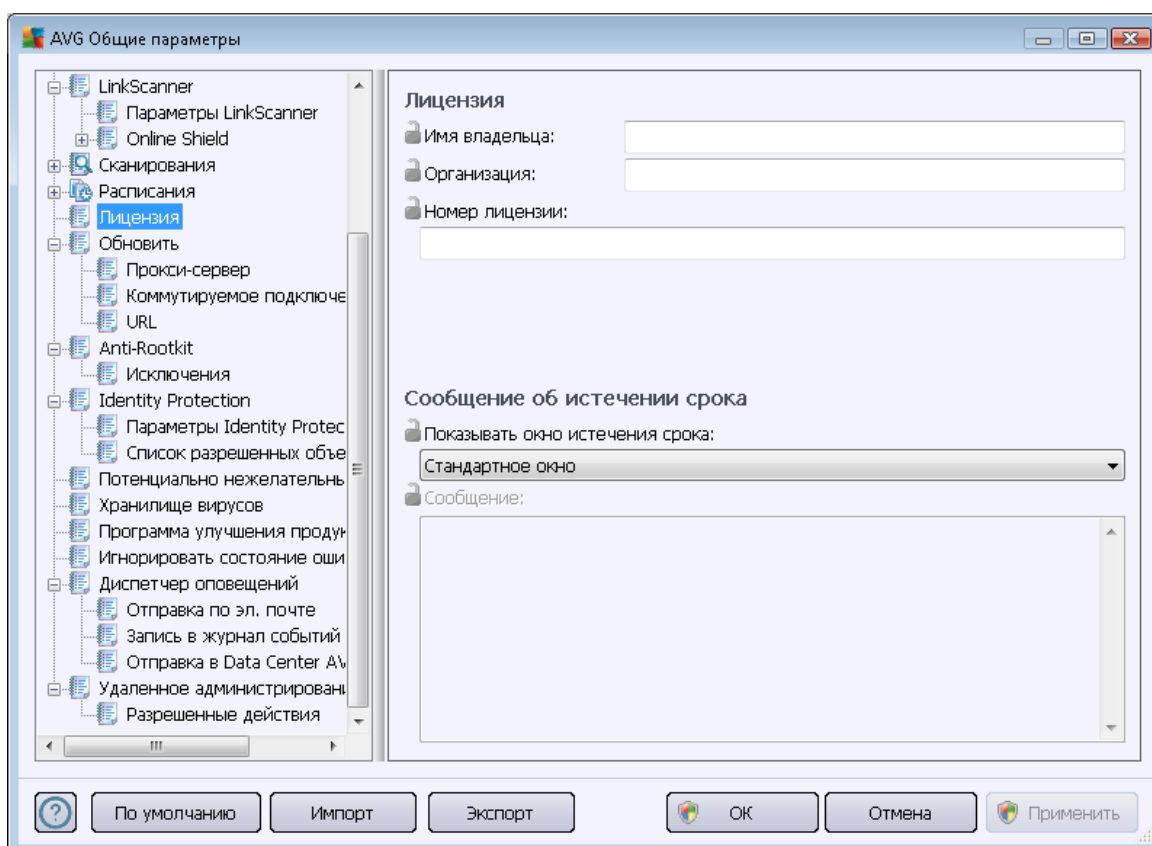 AVG Общие параметры
LinkScanner
Параметры LinkScanner
Online Shield
Сканирования
Расписания
Лицензия
Обновить
Прокси-сервер
Коммутируемое подключе
URL
Anti-Rootkit
Исключения
Identity Protection
Параметры Identity Protec
Список разрешенных объе
Потенциально нежелательны
Хранилище вирусов
Программа улучшения продук
Игнорировать состояние оши
Диспетчер оповещений
Отправка по эл. почте
Запись в журнал событий
Отправка в Data Center AV
Удаленное администрировани
Разрешенные действия
Лицензия
Имя владельца:
Организация:
Номер лицензии:
Сообщение об истечении срока
Показывать окно истечения срока:
Стандартное окно
Сообщение:
По умолчанию
Импорт
Экспорт
ОК
Отмена
Применить